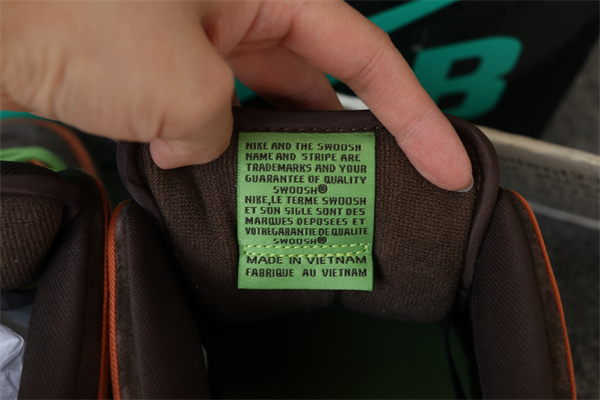 NIKE AND THE SWOOSH
NAME AND STRIPE ARE
TRADEMARKS AND YOUR
GUARANTEE OF QUALITY
SWOOSH®
NIKE, LE TERME SWOOSH
ET SON SIGLE SONT DES
MARQUES DEPOSEES ET
VOTREGARANTIE DE QUALITE
SWOOSH®
MADE IN VIETNAM
FABRIQUE AU VIETNAM
B